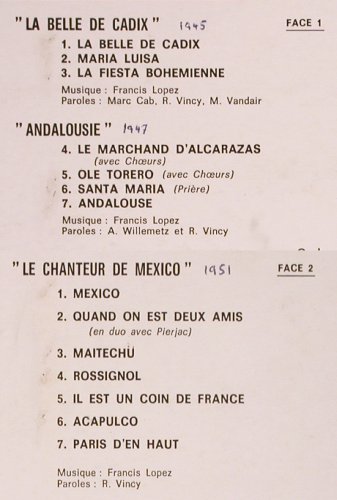 "LA BELLE DE CADIX" 1945 FACE 1
1. LA BELLE DE CADIX
2. MARIA LUISA
3. LA FIESTA BOHEMIENNE
Musique : Francis Lopez
Paroles : Marc Cab, R. Vincy, M. Vandair
"ANDALOUSIE" 1947
4. LE MARCHAND D'ALCARAZAS
(avec Chœurs)
5. OLE TORERO (avec Chœurs)
6. SANTA MARIA (Prière)
7. ANDALOUSE
Musique : Francis Lopez
Paroles : A. Willemetz et R. Vincy
"LE CHANTEUR DE MEXICO" 1951 FACE 2
1. MEXICO
2. QUAND ON EST DEUX AMIS
(en duo avec Pierjac)
3. MAITECHU
4. ROSSIGNOL
5. IL EST UN COIN DE FRANCE
6. ACAPULCO
7. PARIS D'EN HAUT
Musique : Francis Lopez
Paroles : R. Vincy